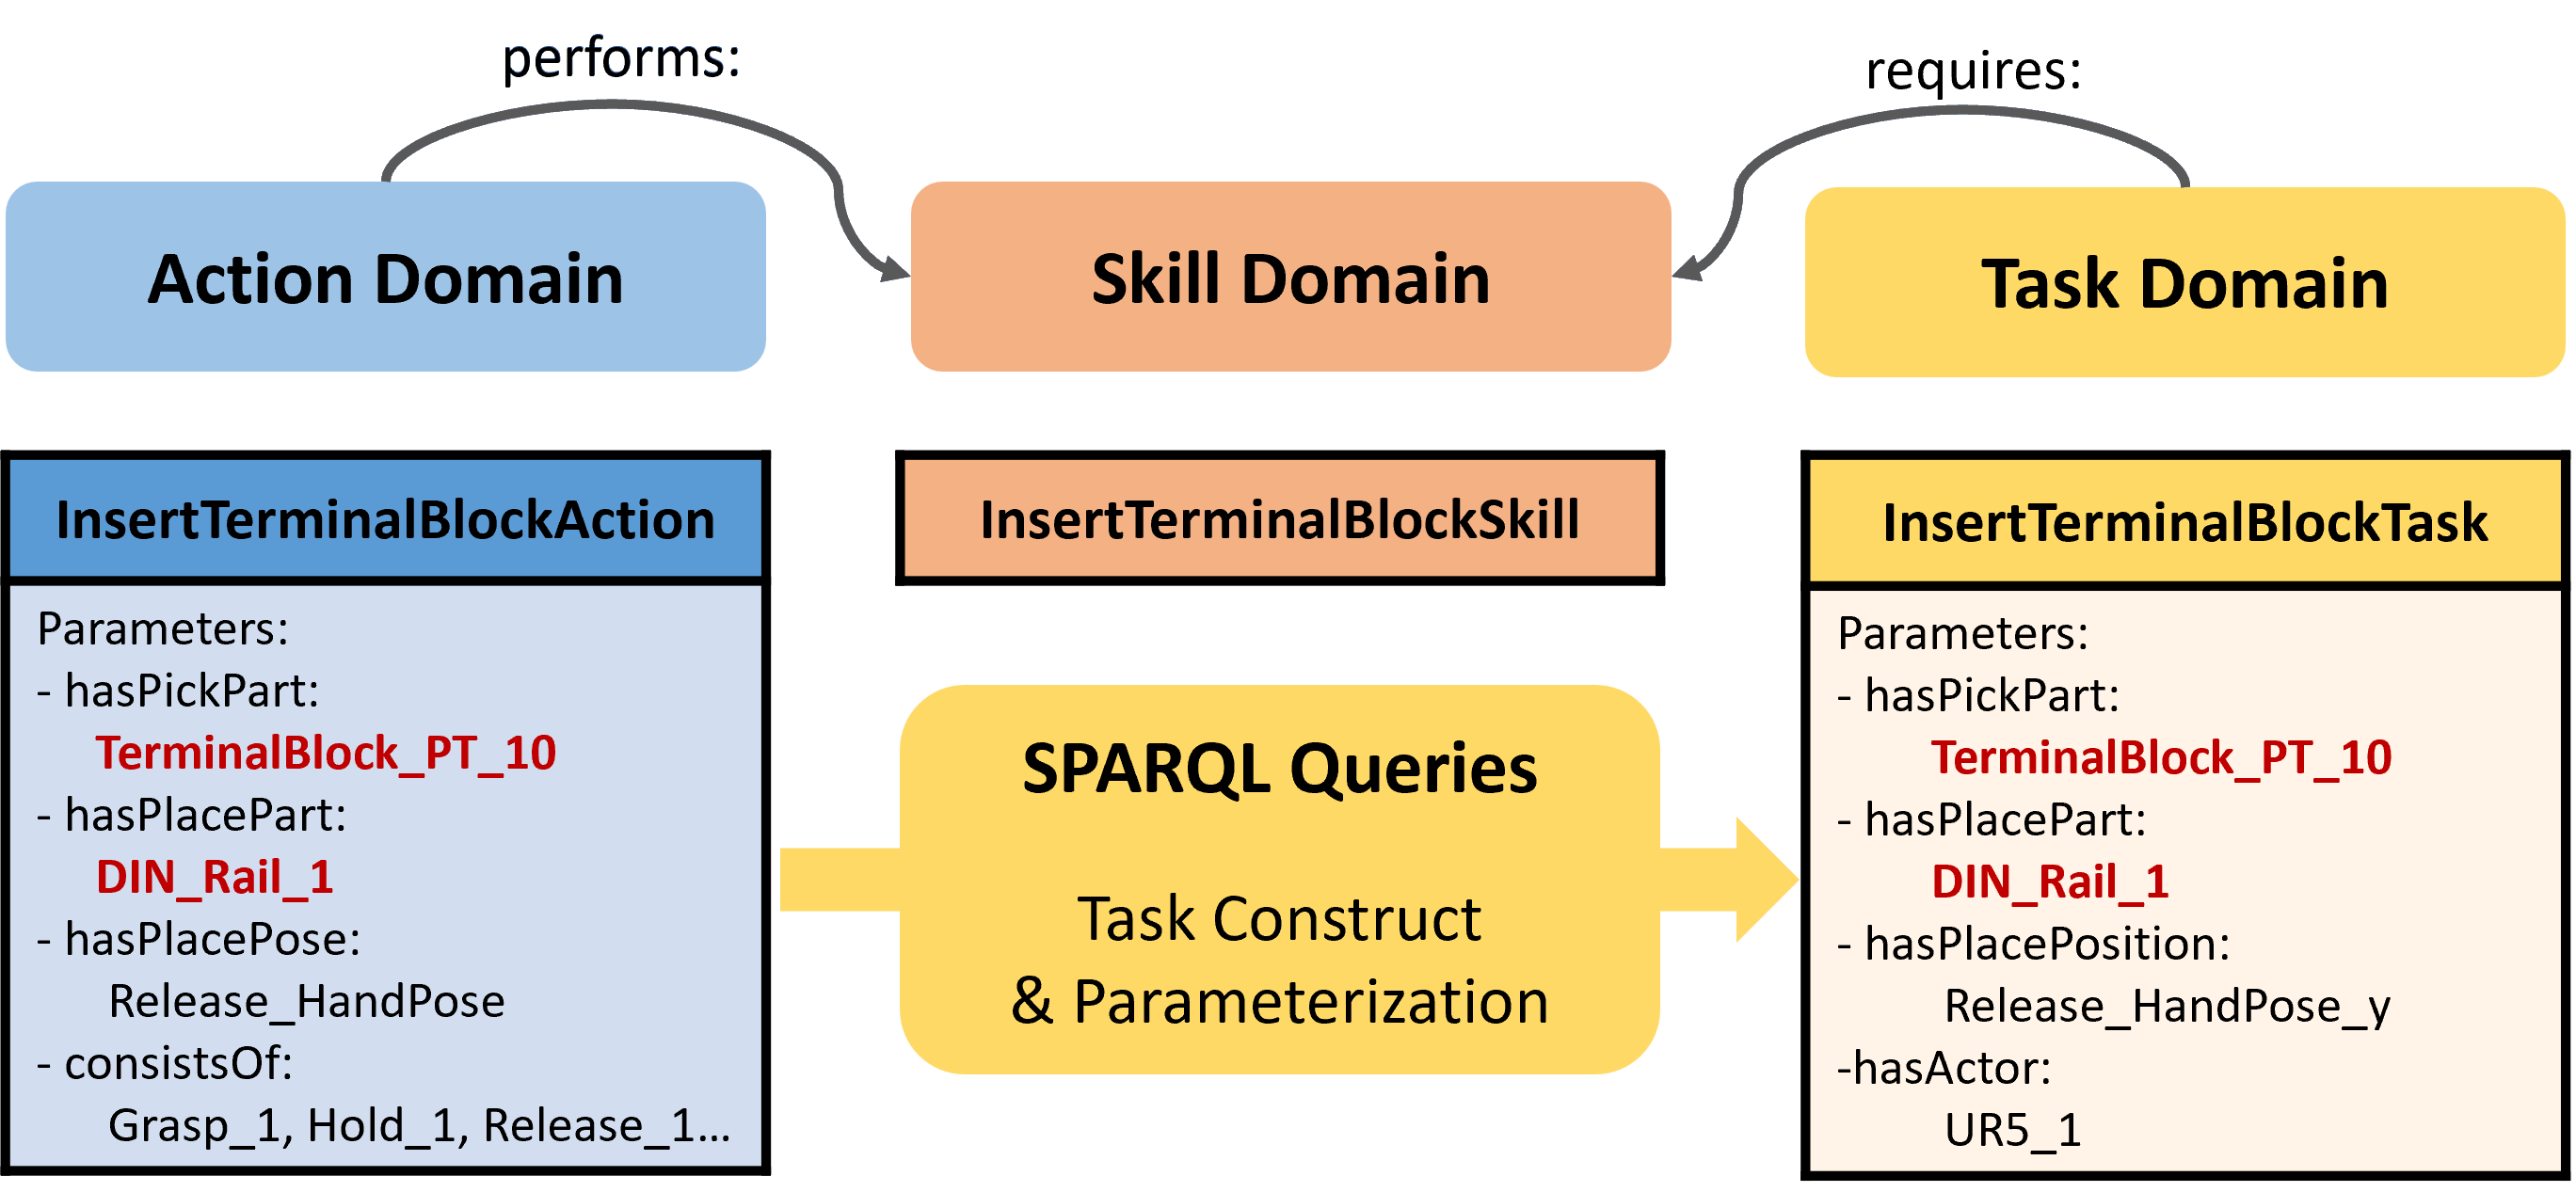 performs:
requires:
Action Domain
Skill Domain
Task Domain
InsertTerminalBlockAction
Parameters:
- hasPickPart:
TerminalBlock_PT_10
- hasPlacePart:
DIN_Rail_1
- hasPlacePose:
Release_HandPose
- consistsOf:
Grasp_1, Hold_1, Release_1...
InsertTerminalBlockSkill
SPARQL Queries
Task Construct
& Parameterization
InsertTerminalBlockTask
Parameters:
- hasPickPart:
TerminalBlock_PT_10
- hasPlacePart:
DIN_Rail_1
- hasPlacePosition:
Release_HandPose_y
-hasActor:
UR5_1